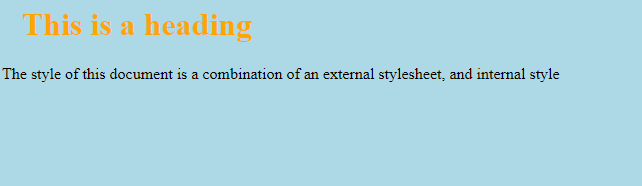 This is a heading
The style of this document is a combination of an external stylesheet, and internal style